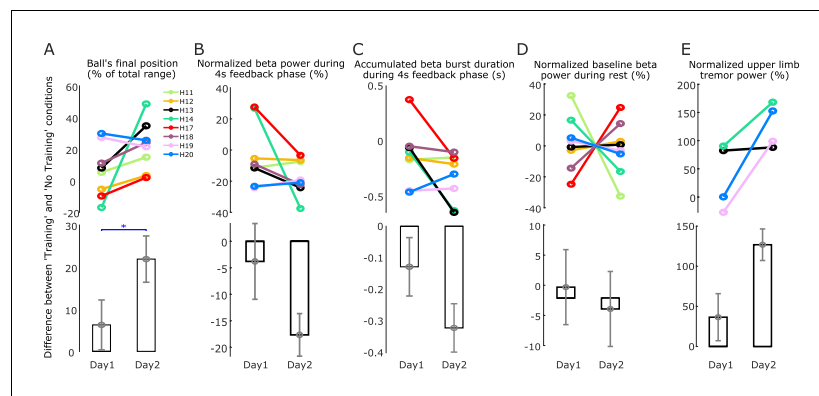 A
Ball's final position
(% of total range)
B
Normalized beta power during
4s feedback phase (%)
C
Accumulated beta burst duration
during 4s feedback phase (s)
D
Normalized baseline beta
power during rest (%)
E
Normalized upper limb
tremor power (%)
Difference between 'Training' and 'No Training' conditions
60
40
20
0
-20
H11
H12
H13
H14
H17
H18
H19
H20
40
20
0
-20
-40
0.5
0
-0.5
40
20
0
-20
-40
200
150
100
50
0
30
20
10
0
*
Day1 Day2
0
-5
-10
-15
-20
Day1 Day2
0
-0.1
-0.2
-0.3
-0.4
Day1 Day2
10
5
0
-5
-10
Day1 Day2
150
100
50
0
Day1 Day2